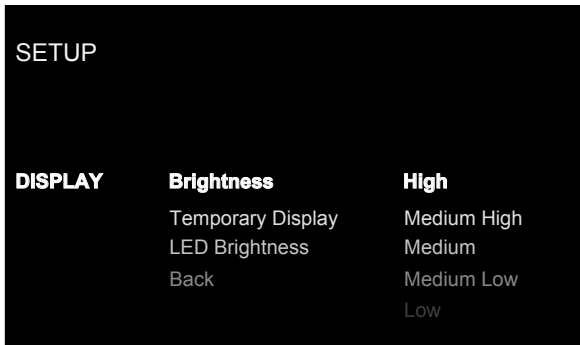 SETUP
DISPLAY Brightness High
Temporary Display Medium High
LED Brightness Medium
Back Medium Low
Low